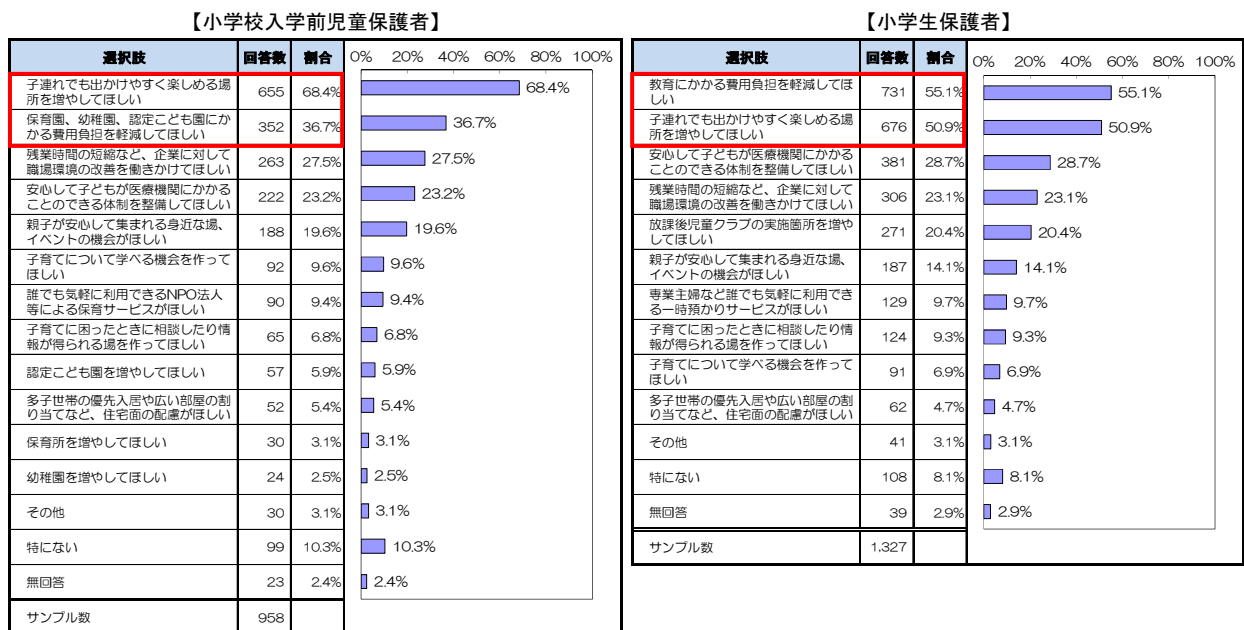 【小学校入学前児童保護者】
選択肢 回答数 割合 0% 20% 40% 60% 80% 100%
子連れでも出かけやすく楽しめる場
所を増やしてほしい 655 68.4% 68.4%
保育園、幼稚園、認定こども園にか
かる費用負担を軽減してほしい 352 36.7% 36.7%
残業時間の短縮など、企業に対して
職場環境の改善を働きかけてほしい 263 27.5% 27.5%
安心して子どもが医療機関にかかる
ことのできる体制を整備してほしい 222 23.2% 23.2%
親子が安心して集まれる身近な場、
イベントの機会がほしい 188 19.6% 19.6%
子育てについて学べる機会を作って
ほしい 92 9.6% 9.6%
誰でも気軽に利用できるNPO法人
等による保育サービスがほしい 90 9.4% 9.4%
子育てに困ったときに相談したり情
報が得られる場を作ってほしい 65 6.8% 6.8%
認定こども園を増やしてほしい 57 5.9% 5.9%
多子世帯の優先入居や広い部屋の割
り当てなど、住宅面の配慮がほしい 52 5.4% 5.4%
保育所を増やしてほしい 30 3.1% 3.1%
幼稚園を増やしてほしい 24 2.5% 2.5%
その他 30 3.1% 3.1%
特にない 99 10.3% 10.3%
無回答 23 2.4% 2.4%
サンプル数 958
【小学生保護者】
選択肢 回答数 割合 0% 20% 40% 60% 80% 100%
教育にかかる費用負担を軽減してほ
しい 731 55.1% 55.1%
子連れでも出かけやすく楽しめる場
所を増やしてほしい 676 50.9% 50.9%
安心して子どもが医療機関にかかる
ことのできる体制を整備してほしい 381 28.7% 28.7%
残業時間の短縮など、企業に対して
職場環境の改善を働きかけてほしい 306 23.1% 23.1%
放課後児童クラブの実施箇所を増や
してほしい 271 20.4% 20.4%
親子が安心して集まれる身近な場、
イベントの機会がほしい 187 14.1% 14.1%
専業主婦など誰でも気軽に利用でき
る一時預かりサービスがほしい 129 9.7% 9.7%
子育てに困ったときに相談したり情
報が得られる場を作ってほしい 124 9.3% 9.3%
子育てについて学べる機会を作って
ほしい 91 6.9% 6.9%
多子世帯の優先入居や広い部屋の割
り当てなど、住宅面の配慮がほしい 62 4.7% 4.7%
その他 41 3.1% 3.1%
特にない 108 8.1% 8.1%
無回答 39 2.9% 2.9%
サンプル数 1,327